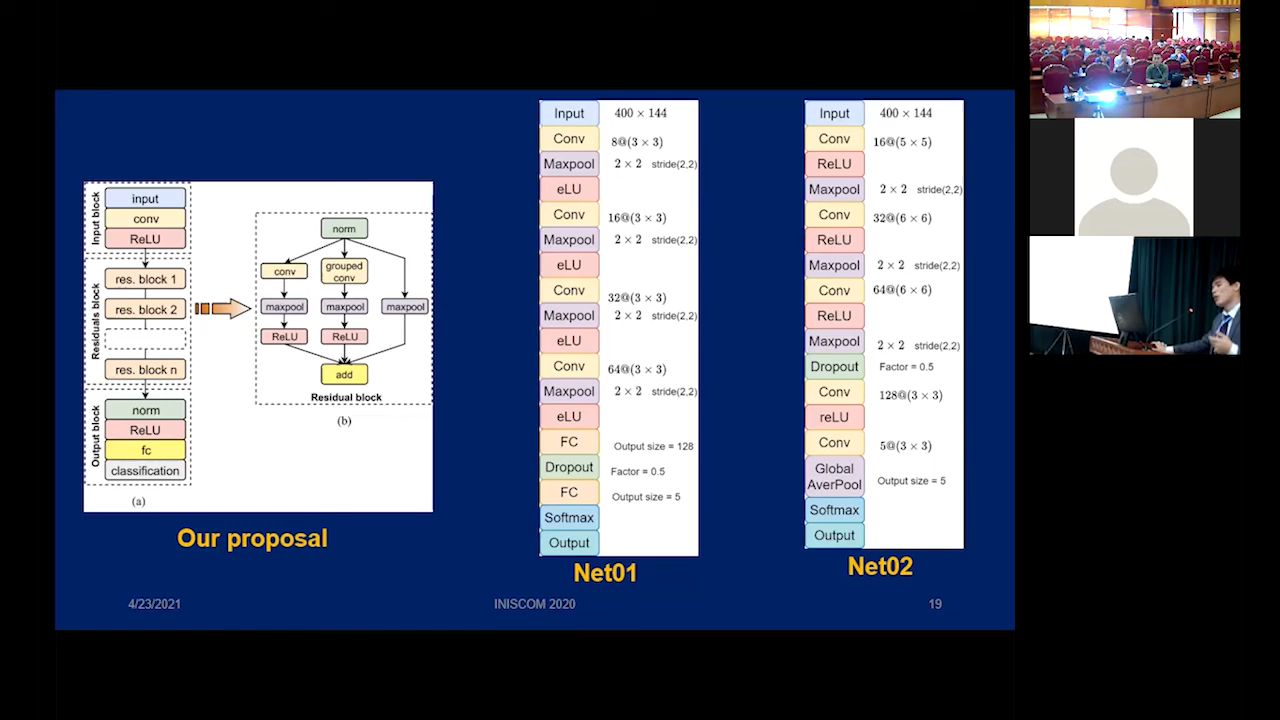 Input block
input
conv
ReLU
Residuals block
res. block 1
res. block 2
res. block n
Output block
norm
ReLU
fc
classification
(a)
norm
conv
grouped
conv
maxpool
maxpool
maxpool
ReLU
ReLU
add
Residual block
(b)
Our proposal
Input 400 × 144
Conv 8@(3 × 3)
Maxpool 2 × 2 stride(2,2)
eLU
Conv 16@(3 × 3)
Maxpool 2 × 2 stride(2,2)
eLU
Conv 32@(3 × 3)
Maxpool 2 × 2 stride(2,2)
eLU
Conv 64@(3 × 3)
Maxpool 2 × 2 stride(2,2)
eLU
FC Output size = 128
Dropout Factor = 0.5
FC Output size = 5
Softmax
Output
Net01
Input 400 × 144
Conv 16@(5 × 5)
ReLU
Maxpool 2 × 2 stride(2,2)
Conv 32@(6 × 6)
ReLU
Maxpool 2 × 2 stride(2,2)
Conv 64@(6 × 6)
ReLU
Maxpool 2 × 2 stride(2,2)
Dropout Factor = 0.5
Conv 128@(3 × 3)
reLU
Conv 5@(3 × 3)
Global
AverPool Output size = 5
Softmax
Output
Net02
4/23/2021 INISCOM 2020 19